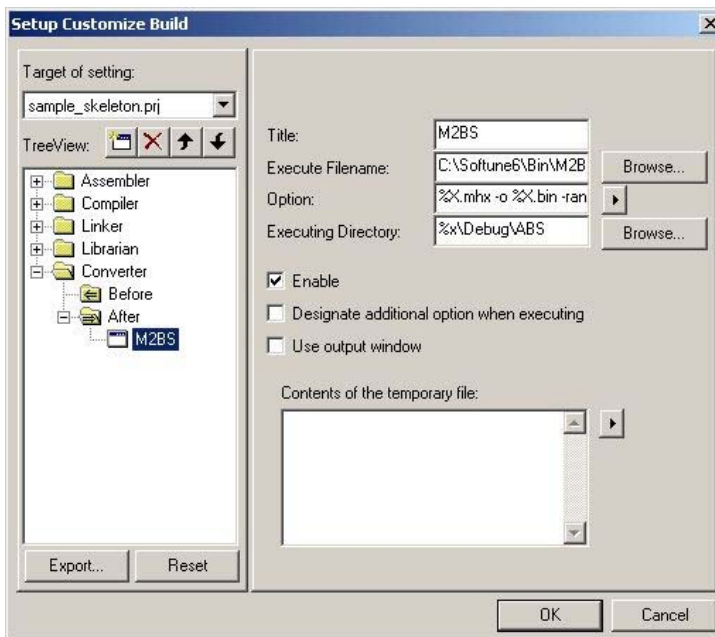 Setup Customize Build
Target of setting:
sample_skeleton.prj
TreeView:
Assembler
Compiler
Linker
Librarian
Converter
Before
After
M2BS
Export...
Reset
Title:
M2BS
Execute Filename:
C:\Softune6\Bin\M2B
Browse...
Option:
%X.mhx -o %X.bin -ran
Executing Directory:
%x\Debug\ABS
Browse...
Enable
Designate additional option when executing
Use output window
Contents of the temporary file:
OK
Cancel